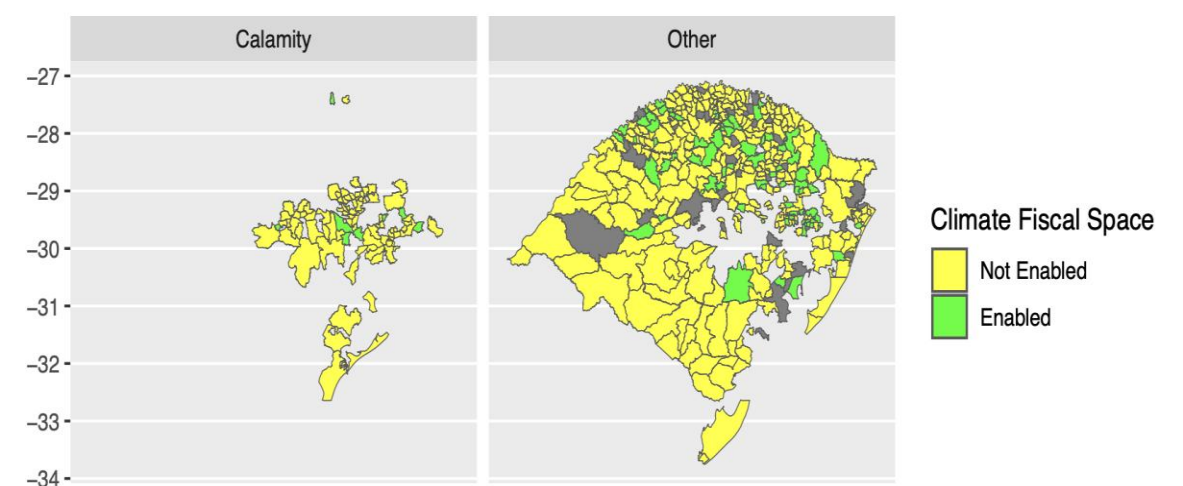 Calamity
Other
−27
−28
−29
−30
−31
−32
−33
−34
Climate Fiscal Space
Not Enabled
Enabled